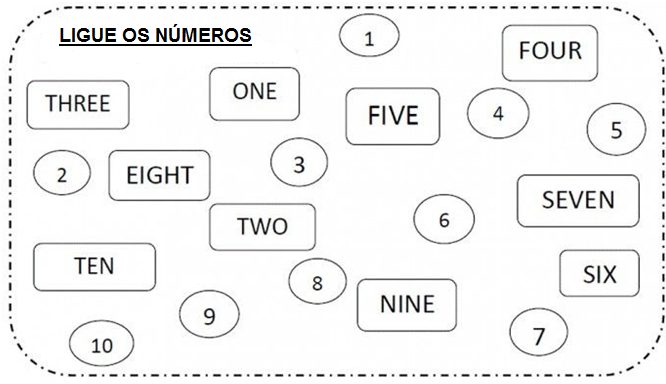 LIGUE OS NÚMEROS
1
FOUR
THREE
ONE
FIVE
4
5
2
EIGHT
3
SEVEN
TWO
6
TEN
SIX
8
NINE
9
7
10